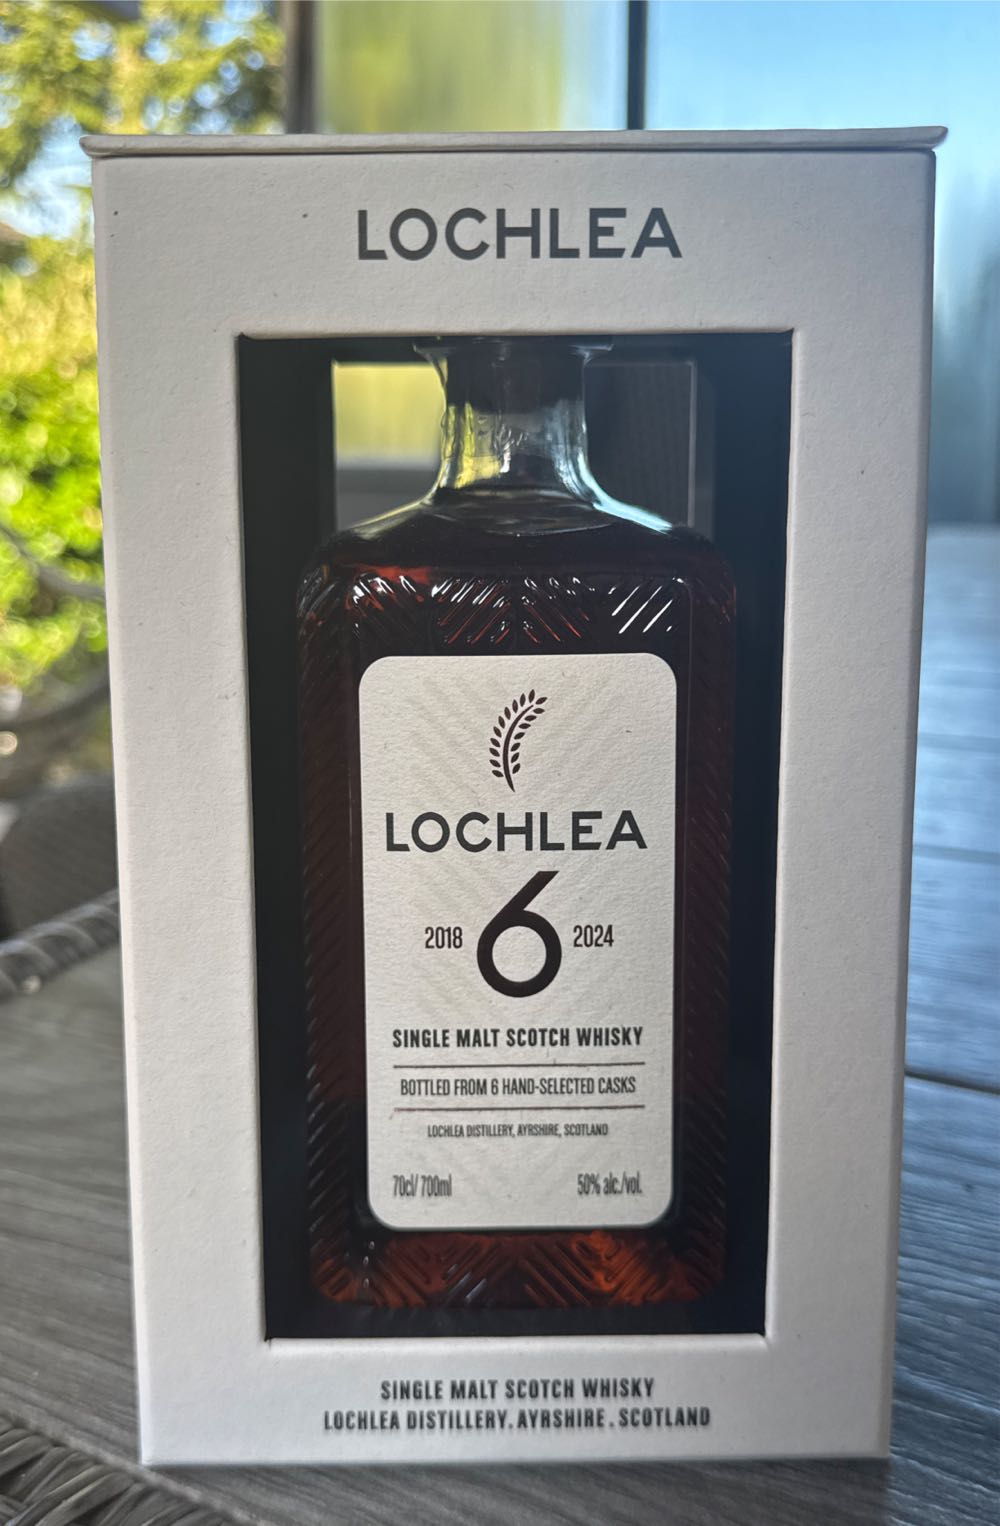 LOCHLEA
LOCHLEA
2018 6 2024
SINGLE MALT SCOTCH WHISKY
BOTTLED FROM 6 HAND-SELECTED CASKS
LOCHLEA DISTILLERY, AYRSHIRE, SCOTLAND
70cl/700ml 50% alc./vol.
SINGLE MALT SCOTCH WHISKY
LOCHLEA DISTILLERY. AYRSHIRE. SCOTLAND